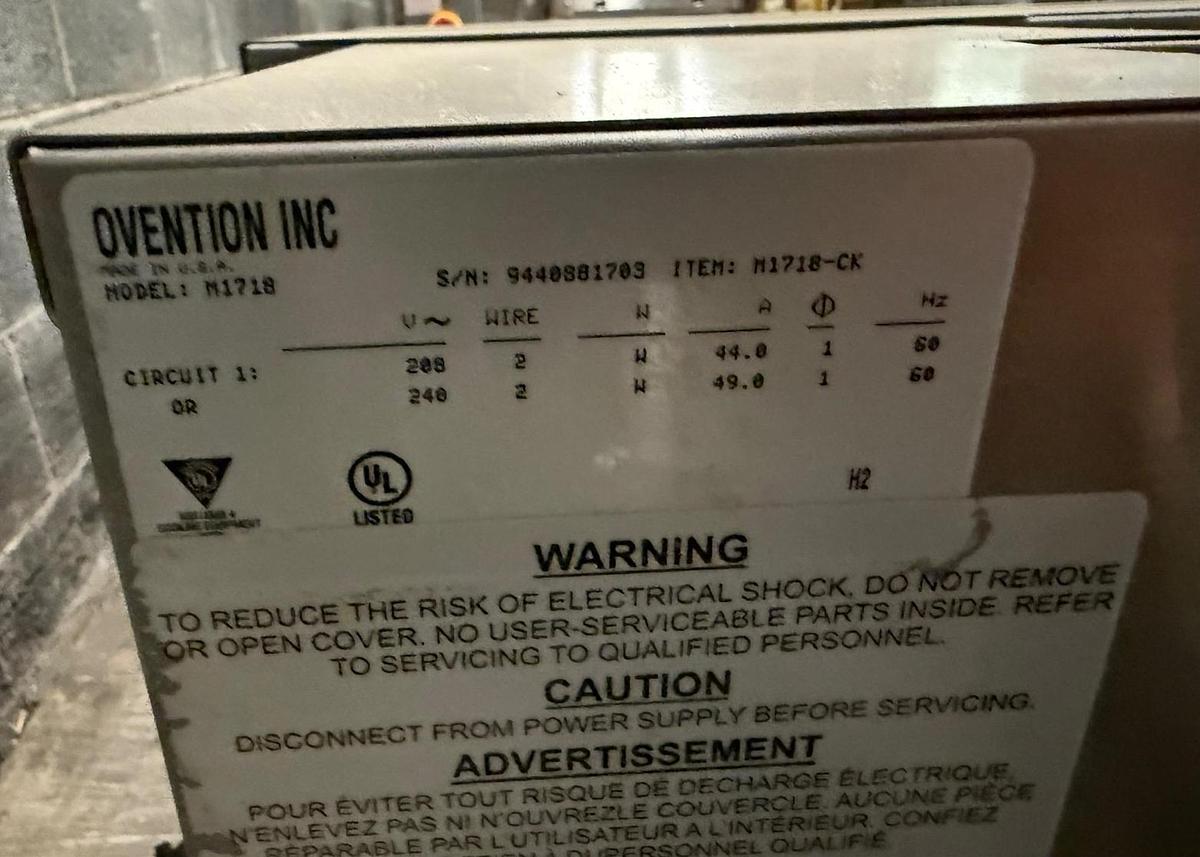 OVENTION INC
MADE IN U.S.A.
MODEL: M1718
S/N: 9440881703 ITEM: M1718-CK
V~ WIRE W A Φ Hz
CIRCUIT 1: 208 2 W 44.0 1 60
OR 240 2 W 49.0 1 60
UL
LISTED
H2
WARNING
TO REDUCE THE RISK OF ELECTRICAL SHOCK, DO NOT REMOVE
OR OPEN COVER. NO USER-SERVICEABLE PARTS INSIDE. REFER
TO SERVICING TO QUALIFIED PERSONNEL.
CAUTION
DISCONNECT FROM POWER SUPPLY BEFORE SERVICING.
ADVERTISSEMENT
POUR ÉVITER TOUT RISQUE DE DECHARGE ÉLECTRIQUE,
N'ENLEVEZ PAS NI N'OUVREZLE COUVERCLE. AUCUNE PIÈCE
RÉPARABLE PAR L'UTILISATEUR A L'INTÉRIEUR. CONFIEZ
PERSONNEL QUALIFIÉ